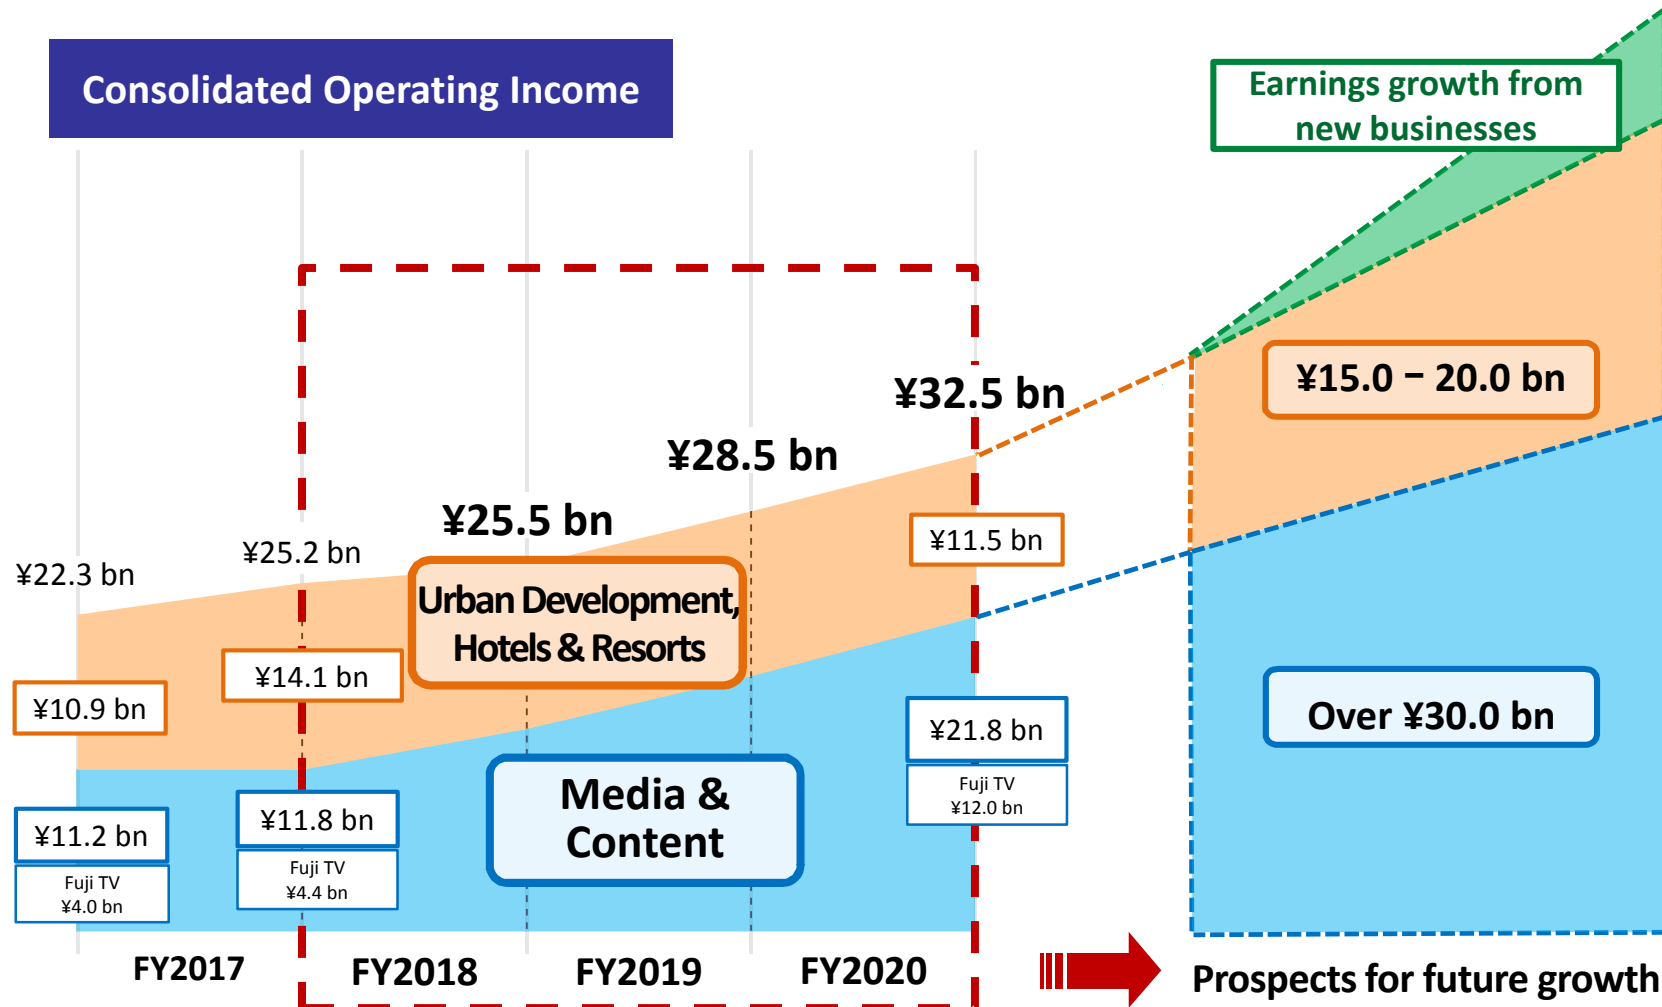 Consolidated Operating Income
Earnings growth from
new businesses
¥32.5 bn
¥28.5 bn
¥25.5 bn
¥25.2 bn
¥22.3 bn
¥15.0 – 20.0 bn
¥11.5 bn
Urban Development,
Hotels & Resorts
¥14.1 bn
¥10.9 bn
Over ¥30.0 bn
¥21.8 bn
Fuji TV
¥12.0 bn
Media &
Content
¥11.8 bn
Fuji TV
¥4.4 bn
¥11.2 bn
Fuji TV
¥4.0 bn
FY2017
FY2018
FY2019
FY2020
Prospects for future growth